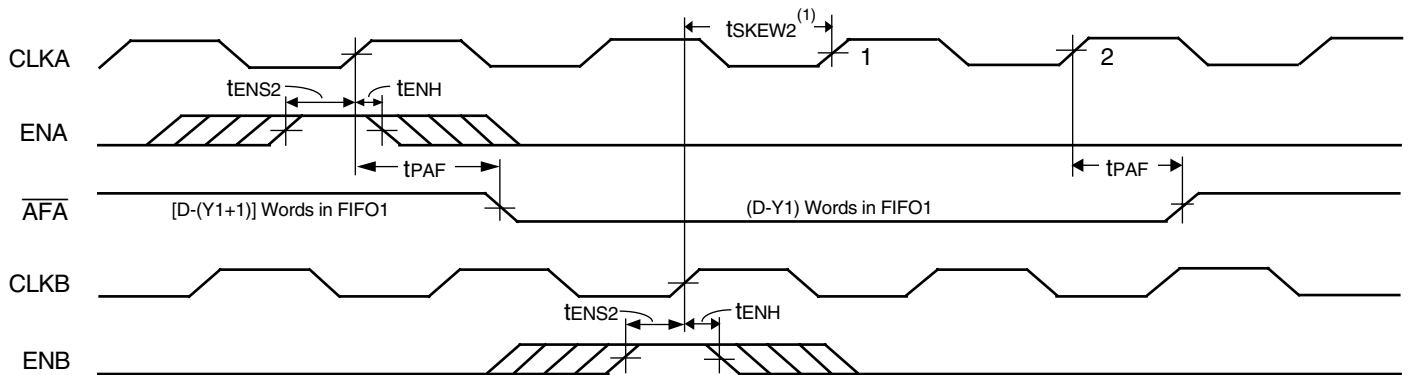 tSKEW2(1)
CLKA
1
2
tENS2
tENH
ENA
tPAF
tPAF
AFA
[D-(Y1+1)] Words in FIFO1
(D-Y1) Words in FIFO1
CLKB
tENS2
tENH
ENB